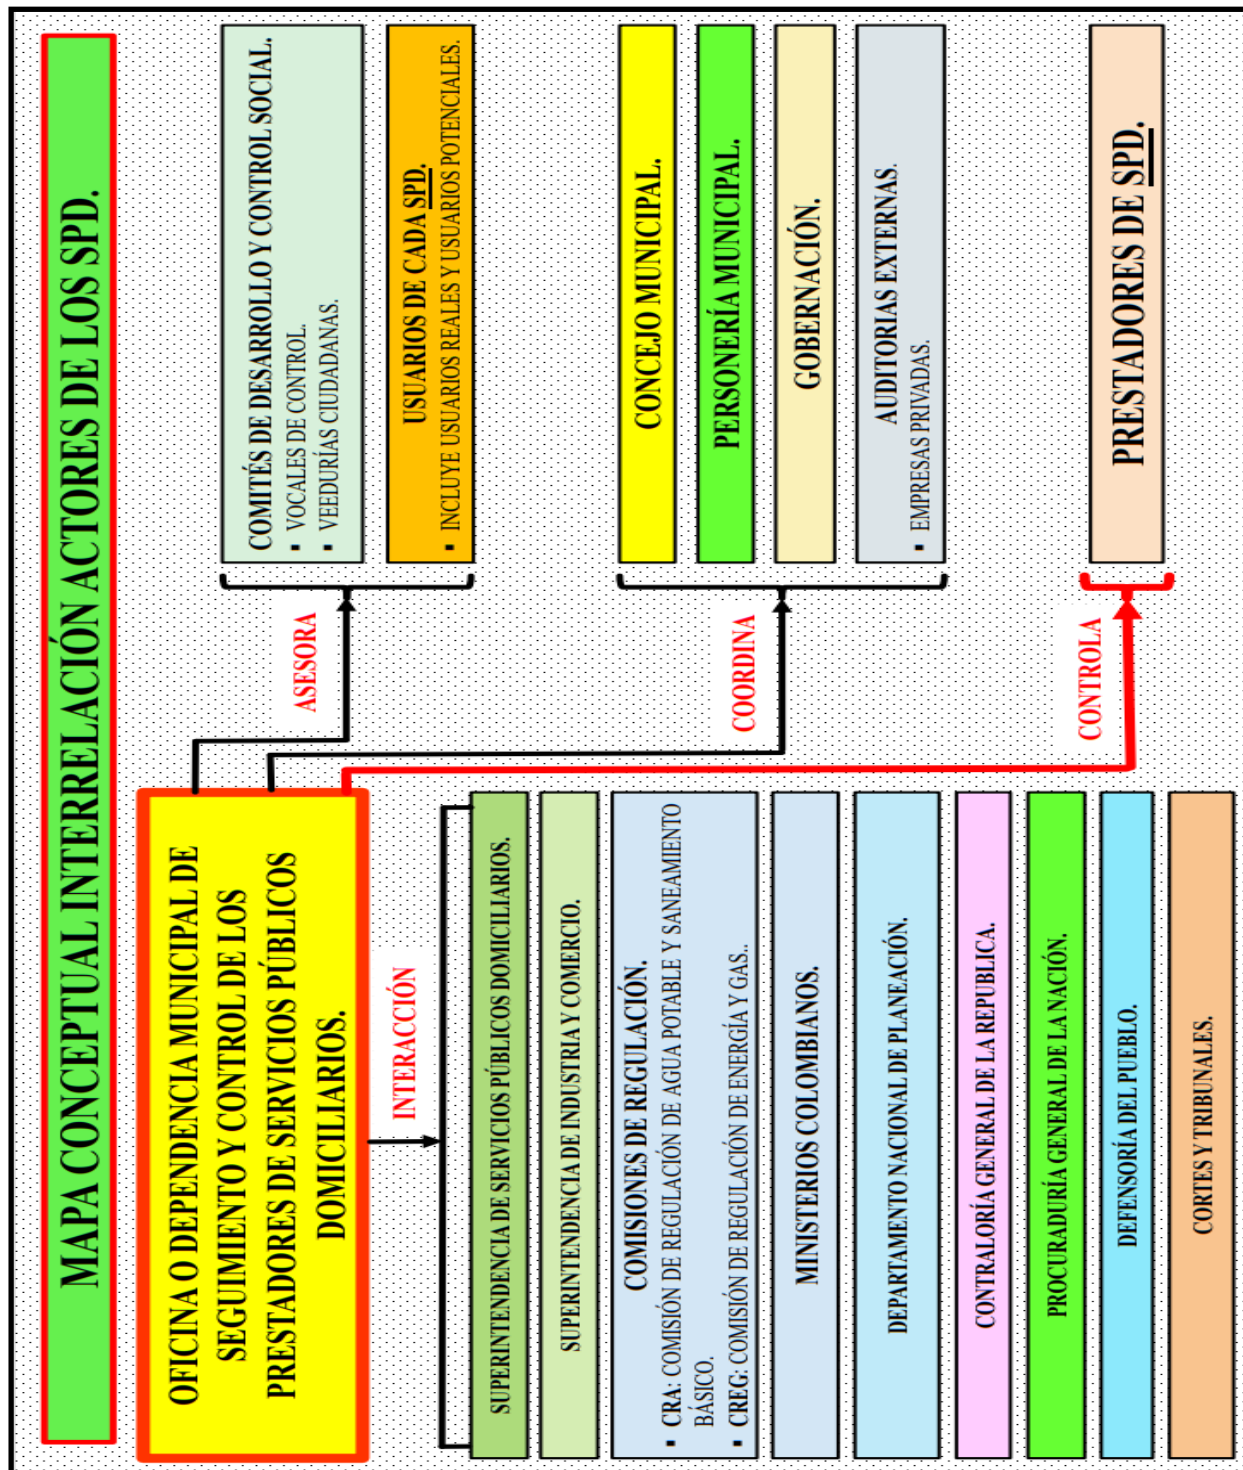 MAPA CONCEPTUAL INTERRELACIÓN ACTORES DE LOS SPD.
OFICINA O DEPENDENCIA MUNICIPAL DE
SEGUIMIENTO Y CONTROL DE LOS
PRESTADORES DE SERVICIOS PÚBLICOS
DOMICILIARIOS.
ASESORA
COMITÉS DE DESARROLLO Y CONTROL SOCIAL.
▪ VOCALES DE CONTROL.
▪ VEEDURÍAS CIUDADANAS.
USUARIOS DE CADA SPD.
▪ INCLUYE USUARIOS REALES Y USUARIOS POTENCIALES.
INTERACCIÓN
SUPERINTENDENCIA DE SERVICIOS PÚBLICOS DOMICILIARIOS.
SUPERINTENDENCIA DE INDUSTRIA Y COMERCIO.
COMISIONES DE REGULACIÓN.
▪ CRA: COMISIÓN DE REGULACIÓN DE AGUA POTABLE Y SANEAMIENTO
BÁSICO.
▪ CREG: COMISIÓN DE REGULACIÓN DE ENERGÍA Y GAS..
MINISTERIOS COLOMBIANOS.
DEPARTAMENTO NACIONAL DE PLANEACIÓN.
CONTRALORÍA GENERAL DE LA REPUBLICA.
PROCURADURÍA GENERAL DE LA NACIÓN.
DEFENSORÍA DEL PUEBLO.
CORTES Y TRIBUNALES.
COORDINA
CONCEJO MUNICIPAL.
PERSONERÍA MUNICIPAL.
GOBERNACIÓN.
AUDITORIAS EXTERNAS.
▪ EMPRESAS PRIVADAS.
CONTROLA
PRESTADORES DE SPD.